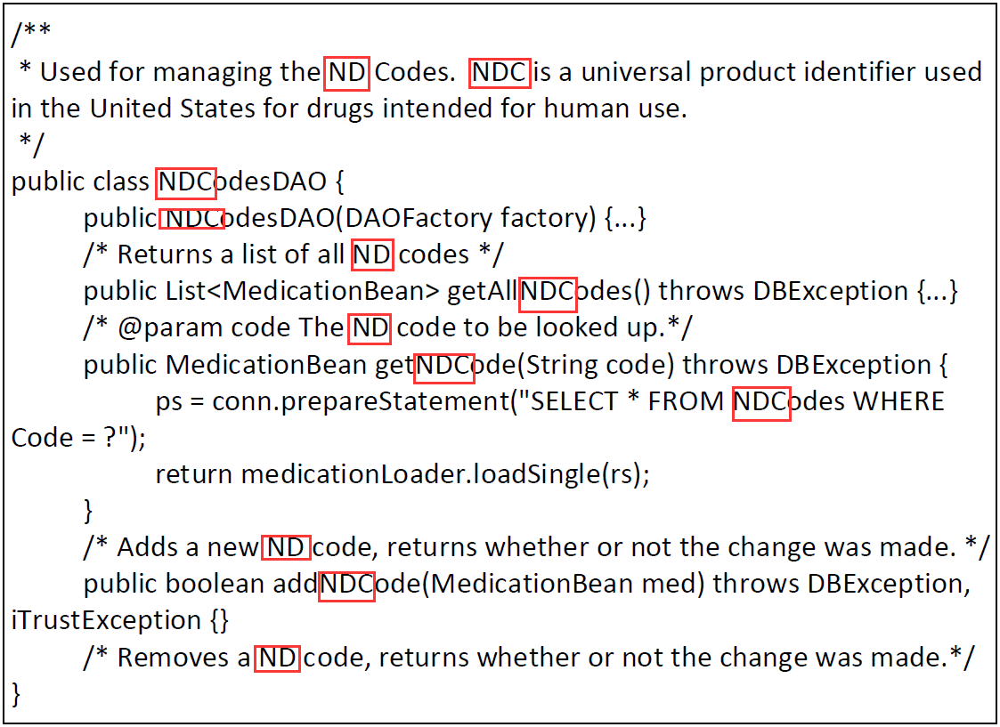 /**
* Used for managing the ND Codes. NDC is a universal product identifier used
in the United States for drugs intended for human use.
*/
public class NDCodesDAO {
public NDCodesDAO(DAOFactory factory) {...}
/* Returns a list of all ND codes */
public List<MedicationBean> getAllNDCodes() throws DBException {...}
/* @param code The ND code to be looked up.*/
public MedicationBean getNDCode(String code) throws DBException {
ps = conn.prepareStatement("SELECT * FROM NDCodes WHERE
Code = ?");
return medicationLoader.loadSingle(rs);
}
/* Adds a new ND code, returns whether or not the change was made. */
public boolean addNDCode(MedicationBean med) throws DBException,
iTrustException {}
/* Removes a ND code, returns whether or not the change was made.*/
}